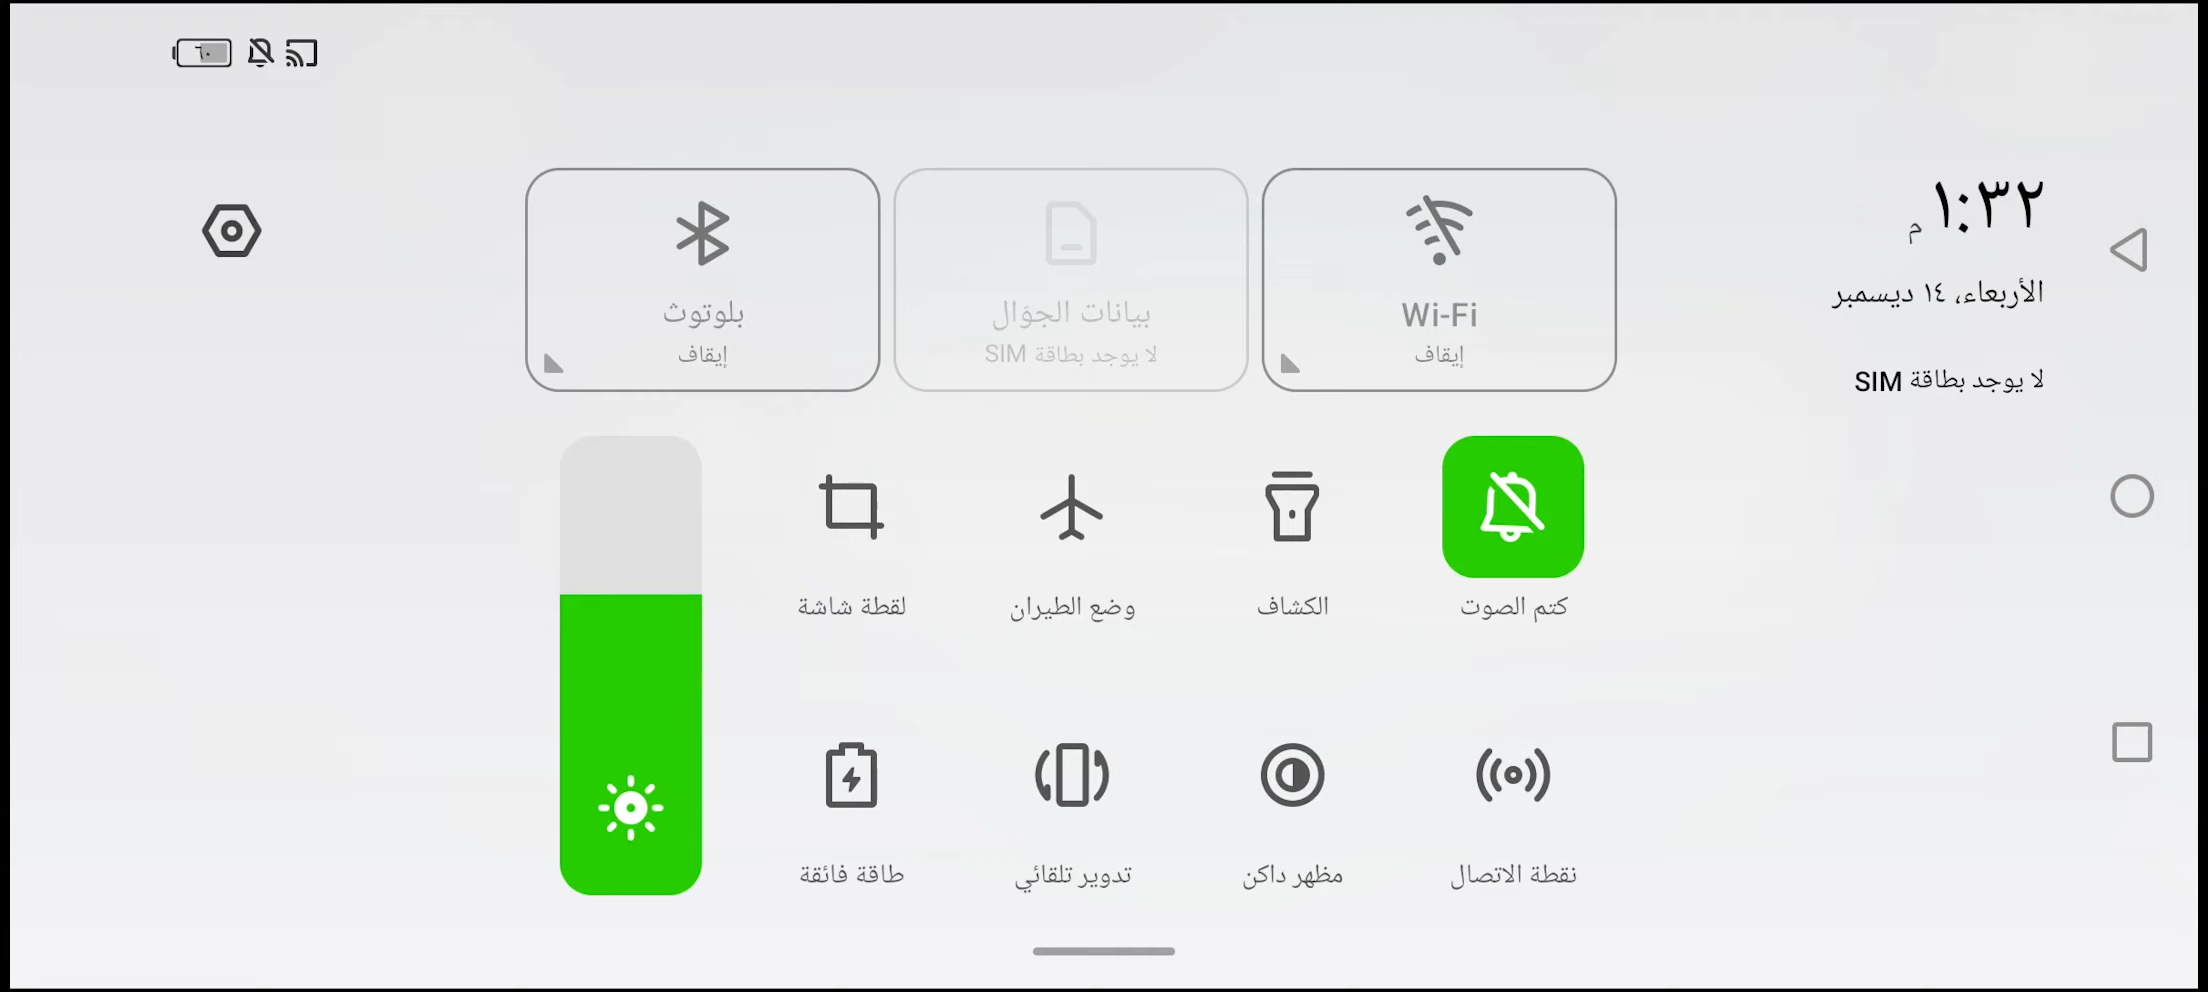 ٦٠
١:٣٢ م
الأربعاء، ١٤ ديسمبر
لا يوجد بطاقة SIM
Wi-Fi
إيقاف
بيانات الجوّال
لا يوجد بطاقة SIM
بلوتوث
إيقاف
كتم الصوت
الكشاف
وضع الطيران
لقطة شاشة
نقطة الاتصال
مظهر داكن
تدوير تلقائي
طاقة فائقة